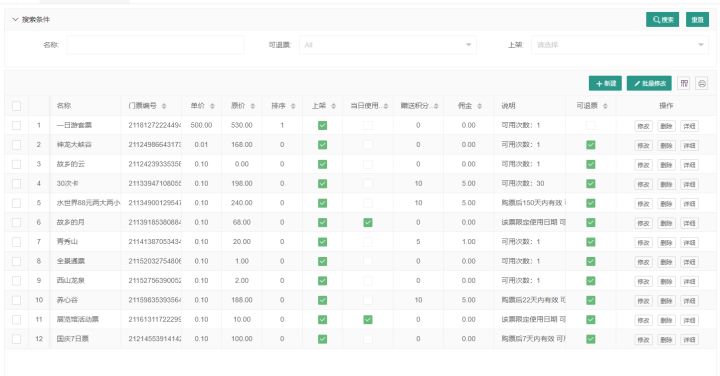 搜索条件 搜索 重置
名称: 可退票: All 上架: 请选择
新建 批量修改
名称 门票编号 单价 原价 排序 上架 当日使用... 赠送积分... 佣金 说明 可退票 操作
1 一日游套票 21181272224494 500.00 530.00 1 0 0.00 可用次数：1 修改 删除 详细
2 神龙大峡谷 21124986643173 0.01 168.00 0 0 0.00 可用次数：1 修改 删除 详细
3 故乡的云 21124239335358 0.10 0.00 0 0 0.00 可用次数：1 修改 删除 详细
4 30次卡 21133947108055 0.10 198.00 0 10 5.00 可用次数：30 修改 删除 详细
5 水世界88元两大两小 21134900129547 0.10 240.00 0 10 5.00 购票后150天内有效 可 修改 删除 详细
6 故乡的月 21139185380884 0.10 68.00 0 0 0.00 该票限定使用日期 可 修改 删除 详细
7 青秀山 21141387053434 0.10 20.00 0 5 1.00 可用次数：1 修改 删除 详细
8 全景通票 21152032754806 0.10 1.00 0 0 0.00 可用次数：1 修改 删除 详细
9 西山龙泉 21152756390052 0.10 2.00 0 0 0.00 可用次数：1 修改 删除 详细
10 养心谷 21159835393564 0.10 188.00 0 10 5.00 购票后22天内有效 可 修改 删除 详细
11 展览馆活动票 21161311722299 0.10 10.00 0 0 0.00 该票限定使用日期 可 修改 删除 详细
12 国庆7日票 21214553914142 0.10 100.00 0 0 0.00 购票后7天内有效 可用 修改 删除 详细